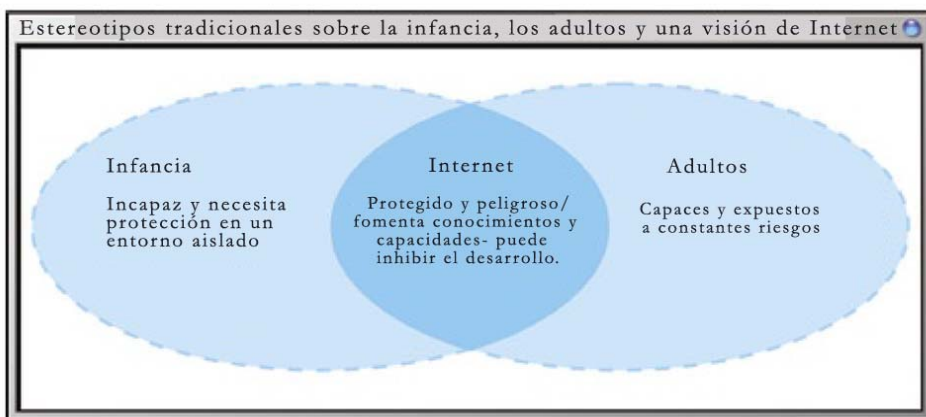 Estereotipos tradicionales sobre la infancia, los adultos y una visión de Internet
Infancia
Incapaz y necesita
protección en un
entorno aislado
Internet
Protegido y peligroso/
fomenta conocimientos y
capacidades- puede
inhibir el desarrollo.
Adultos
Capaces y expuestos
a constantes riesgos